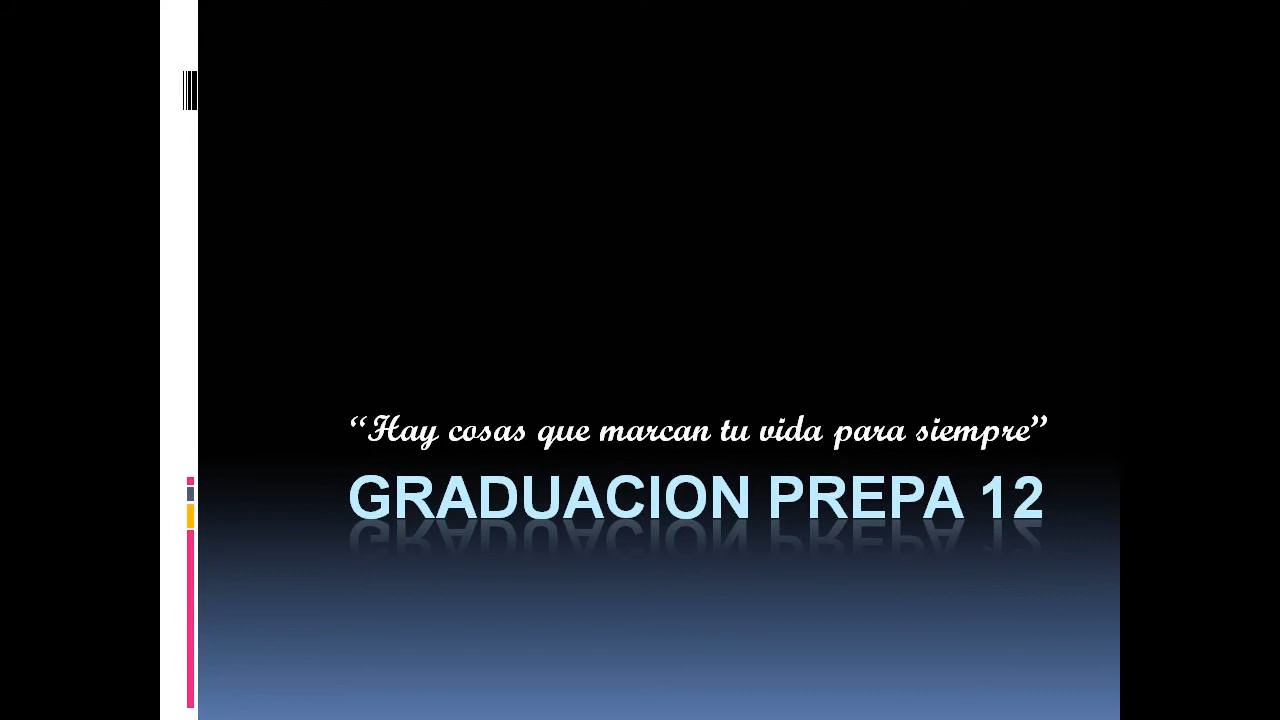 “Hay cosas que marcan tu vida para siempre”
GRADUACION PREPA 12